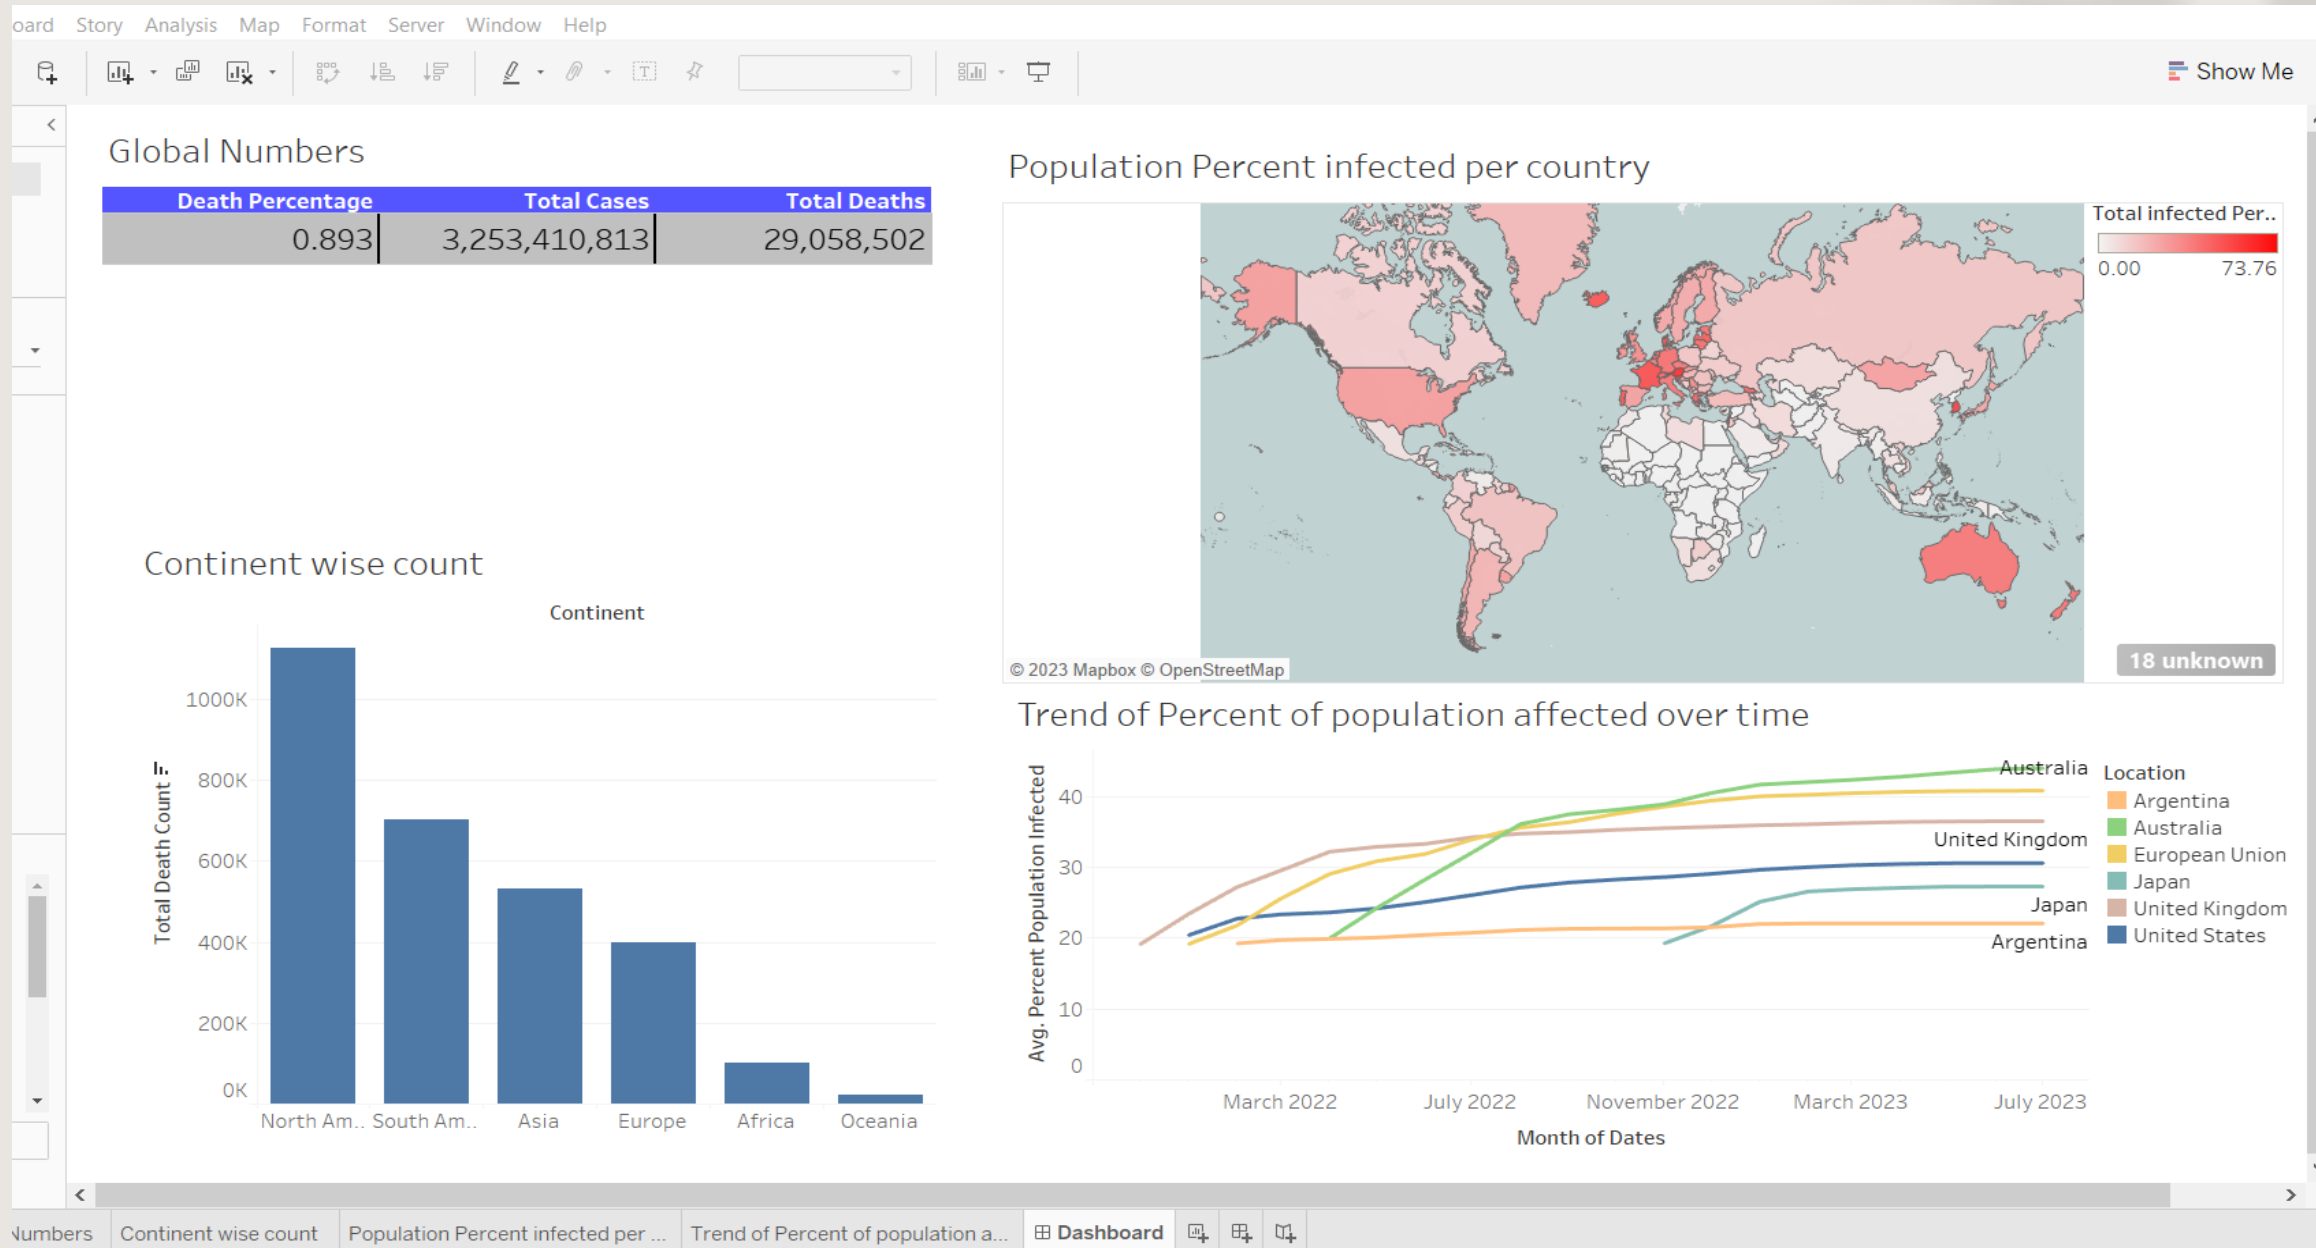 oard Story Analysis Map Format Server Window Help
Show Me
Global Numbers
Death Percentage Total Cases Total Deaths
0.893 3,253,410,813 29,058,502
Population Percent infected per country
Total infected Per..
0.00 73.76
© 2023 Mapbox © OpenStreetMap
18 unknown
Continent wise count
Continent
Total Death Count
1000K
800K
600K
400K
200K
0K
North Am.. South Am.. Asia Europe Africa Oceania
Trend of Percent of population affected over time
Avg. Percent Population Infected
40
30
20
10
0
Australia
United Kingdom
Japan
Argentina
March 2022 July 2022 November 2022 March 2023 July 2023
Month of Dates
Location
Argentina
Australia
European Union
Japan
United Kingdom
United States
Numbers Continent wise count Population Percent infected per ... Trend of Percent of population a... Dashboard